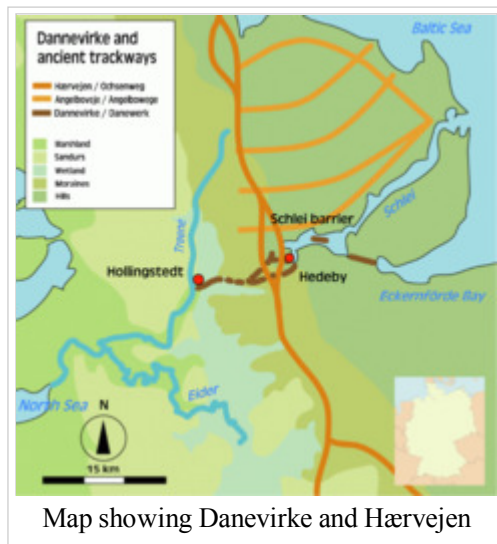 Dannevirke and
ancient trackways
Hærvejen / Ochsenweg
Angelboveje / Angelbowege
Dannevirke / Danewerk
Marshland
Sandurs
Wetland
Moraines
Hills
Baltic Sea
Schlei barrier
Schlei
Treene
Hollingstedt
Hedeby
Eckernförde Bay
North Sea
Eider
N
15 km
Map showing Danevirke and Hærvejen